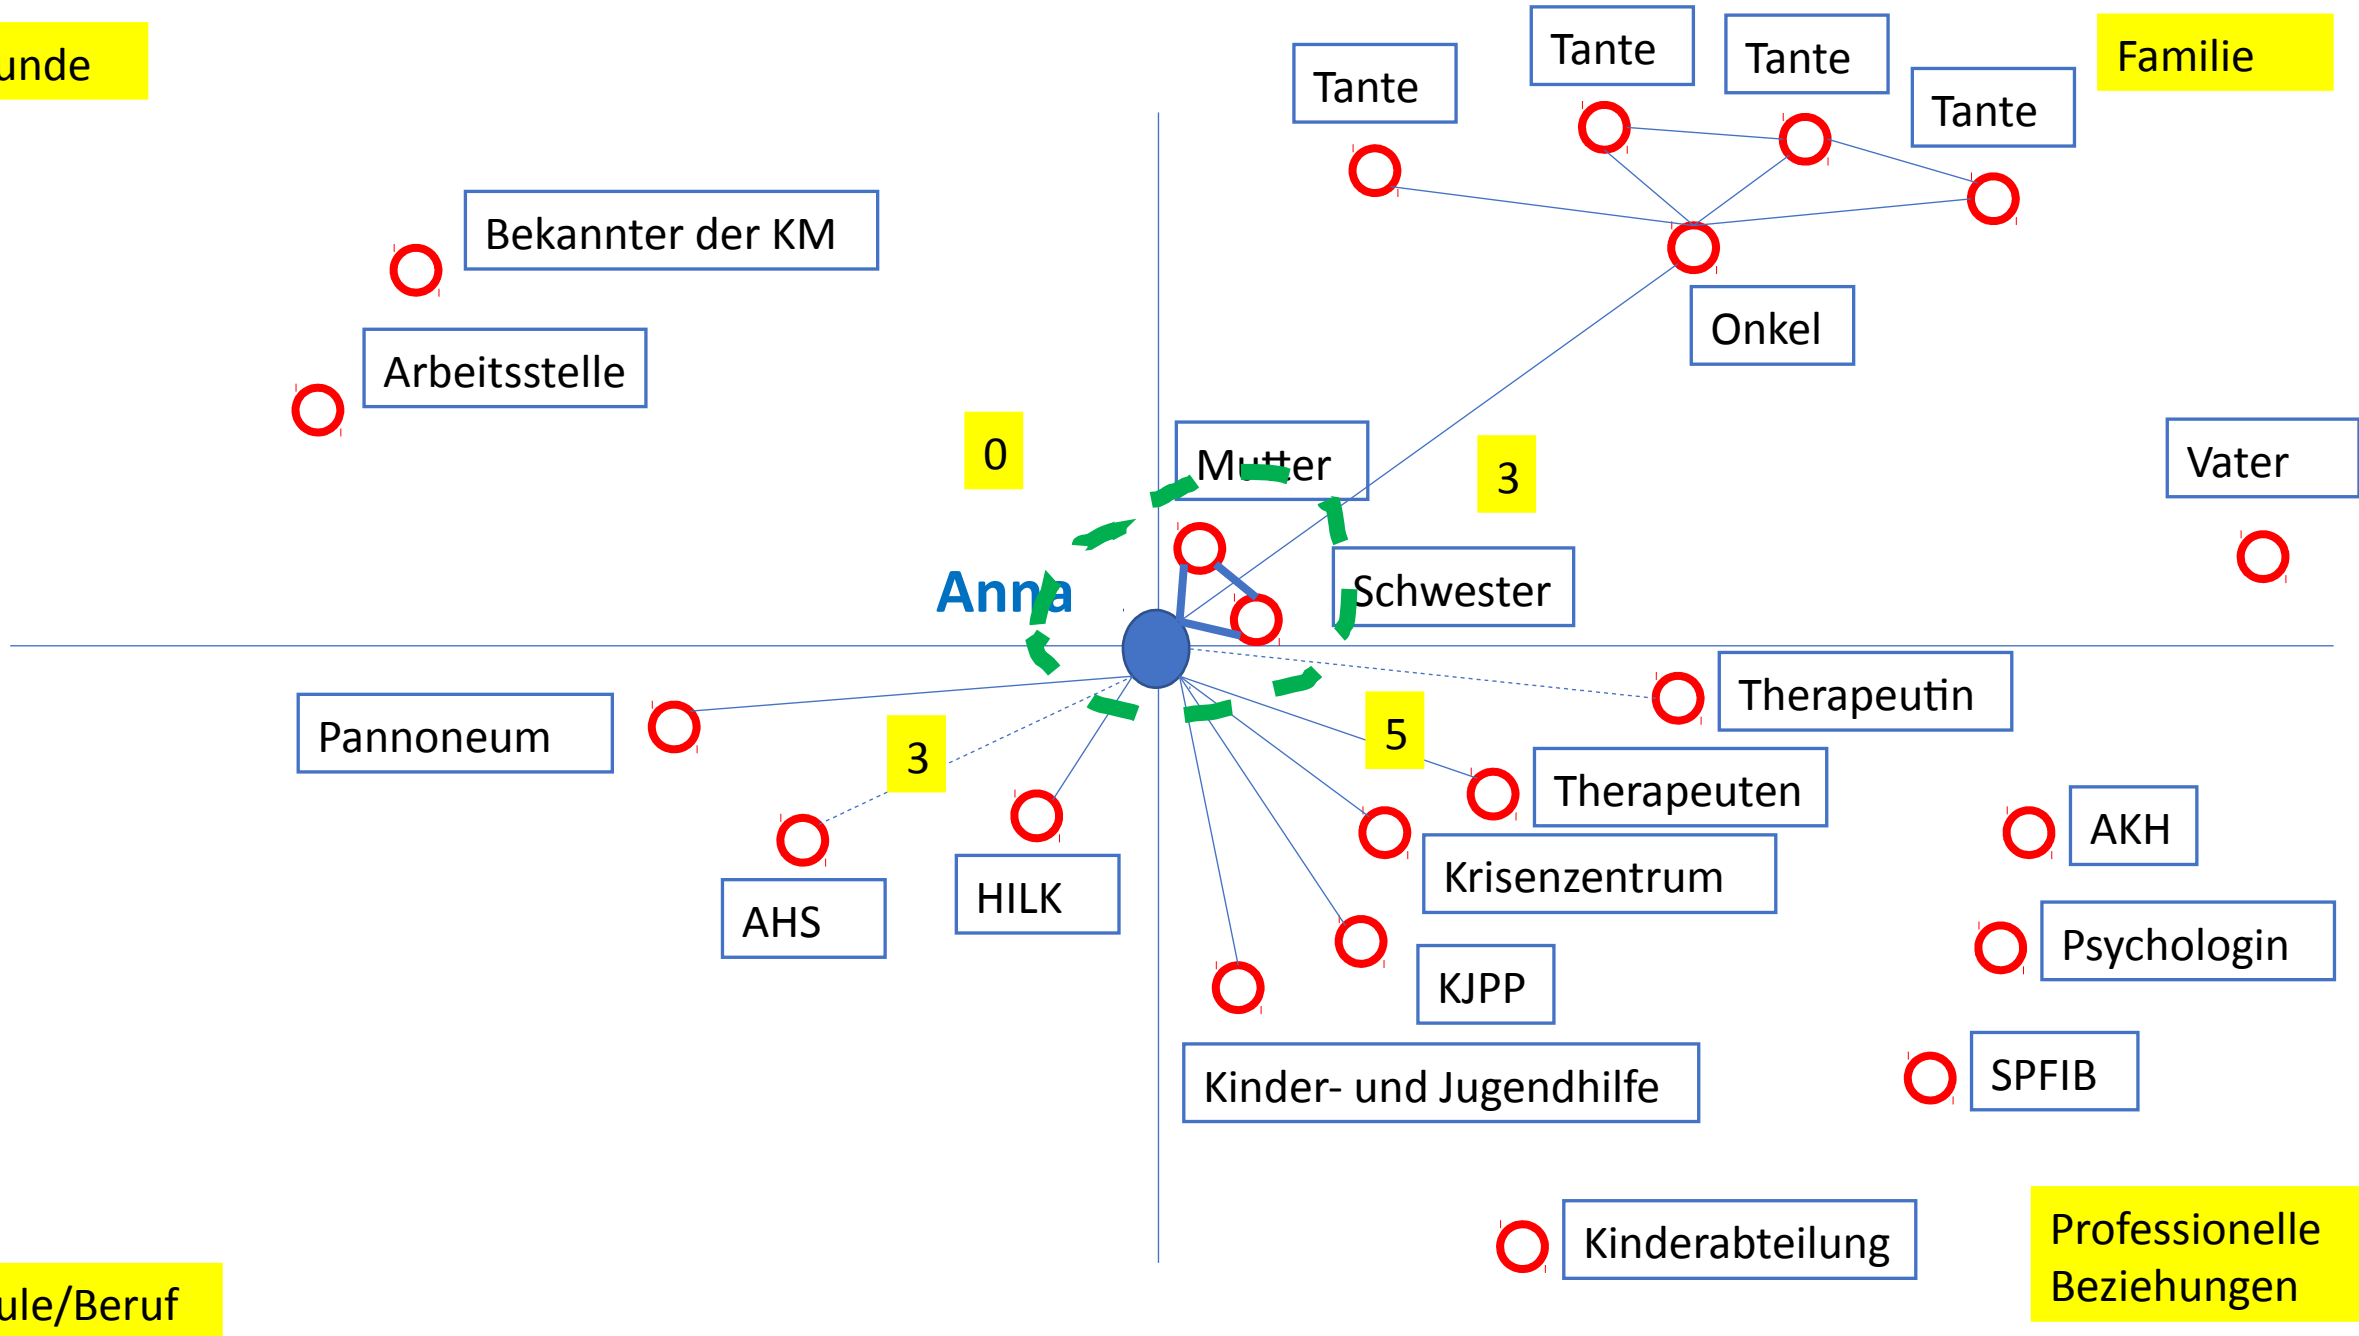 unde
Tante
Tante
Tante
Tante
Familie
Bekannter der KM
Arbeitsstelle
Onkel
0
Mutter
3
Vater
Anna
Schwester
Pannoneum
3
5
Therapeutin
Therapeuten
AKH
AHS
HILK
Krisenzentrum
Psychologin
KJPP
Kinder- und Jugendhilfe
SPFIB
Kinderabteilung
Professionelle
Beziehungen
ule/Beruf